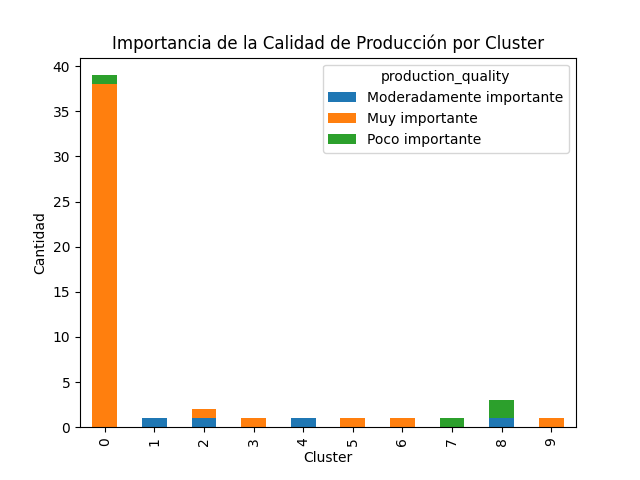 Importancia de la Calidad de Producción por Cluster
production_quality
Moderadamente importante
Muy importante
Poco importante
Cantidad
40
35
30
25
20
15
10
5
0
0 1 2 3 4 5 6 7 8 9
Cluster